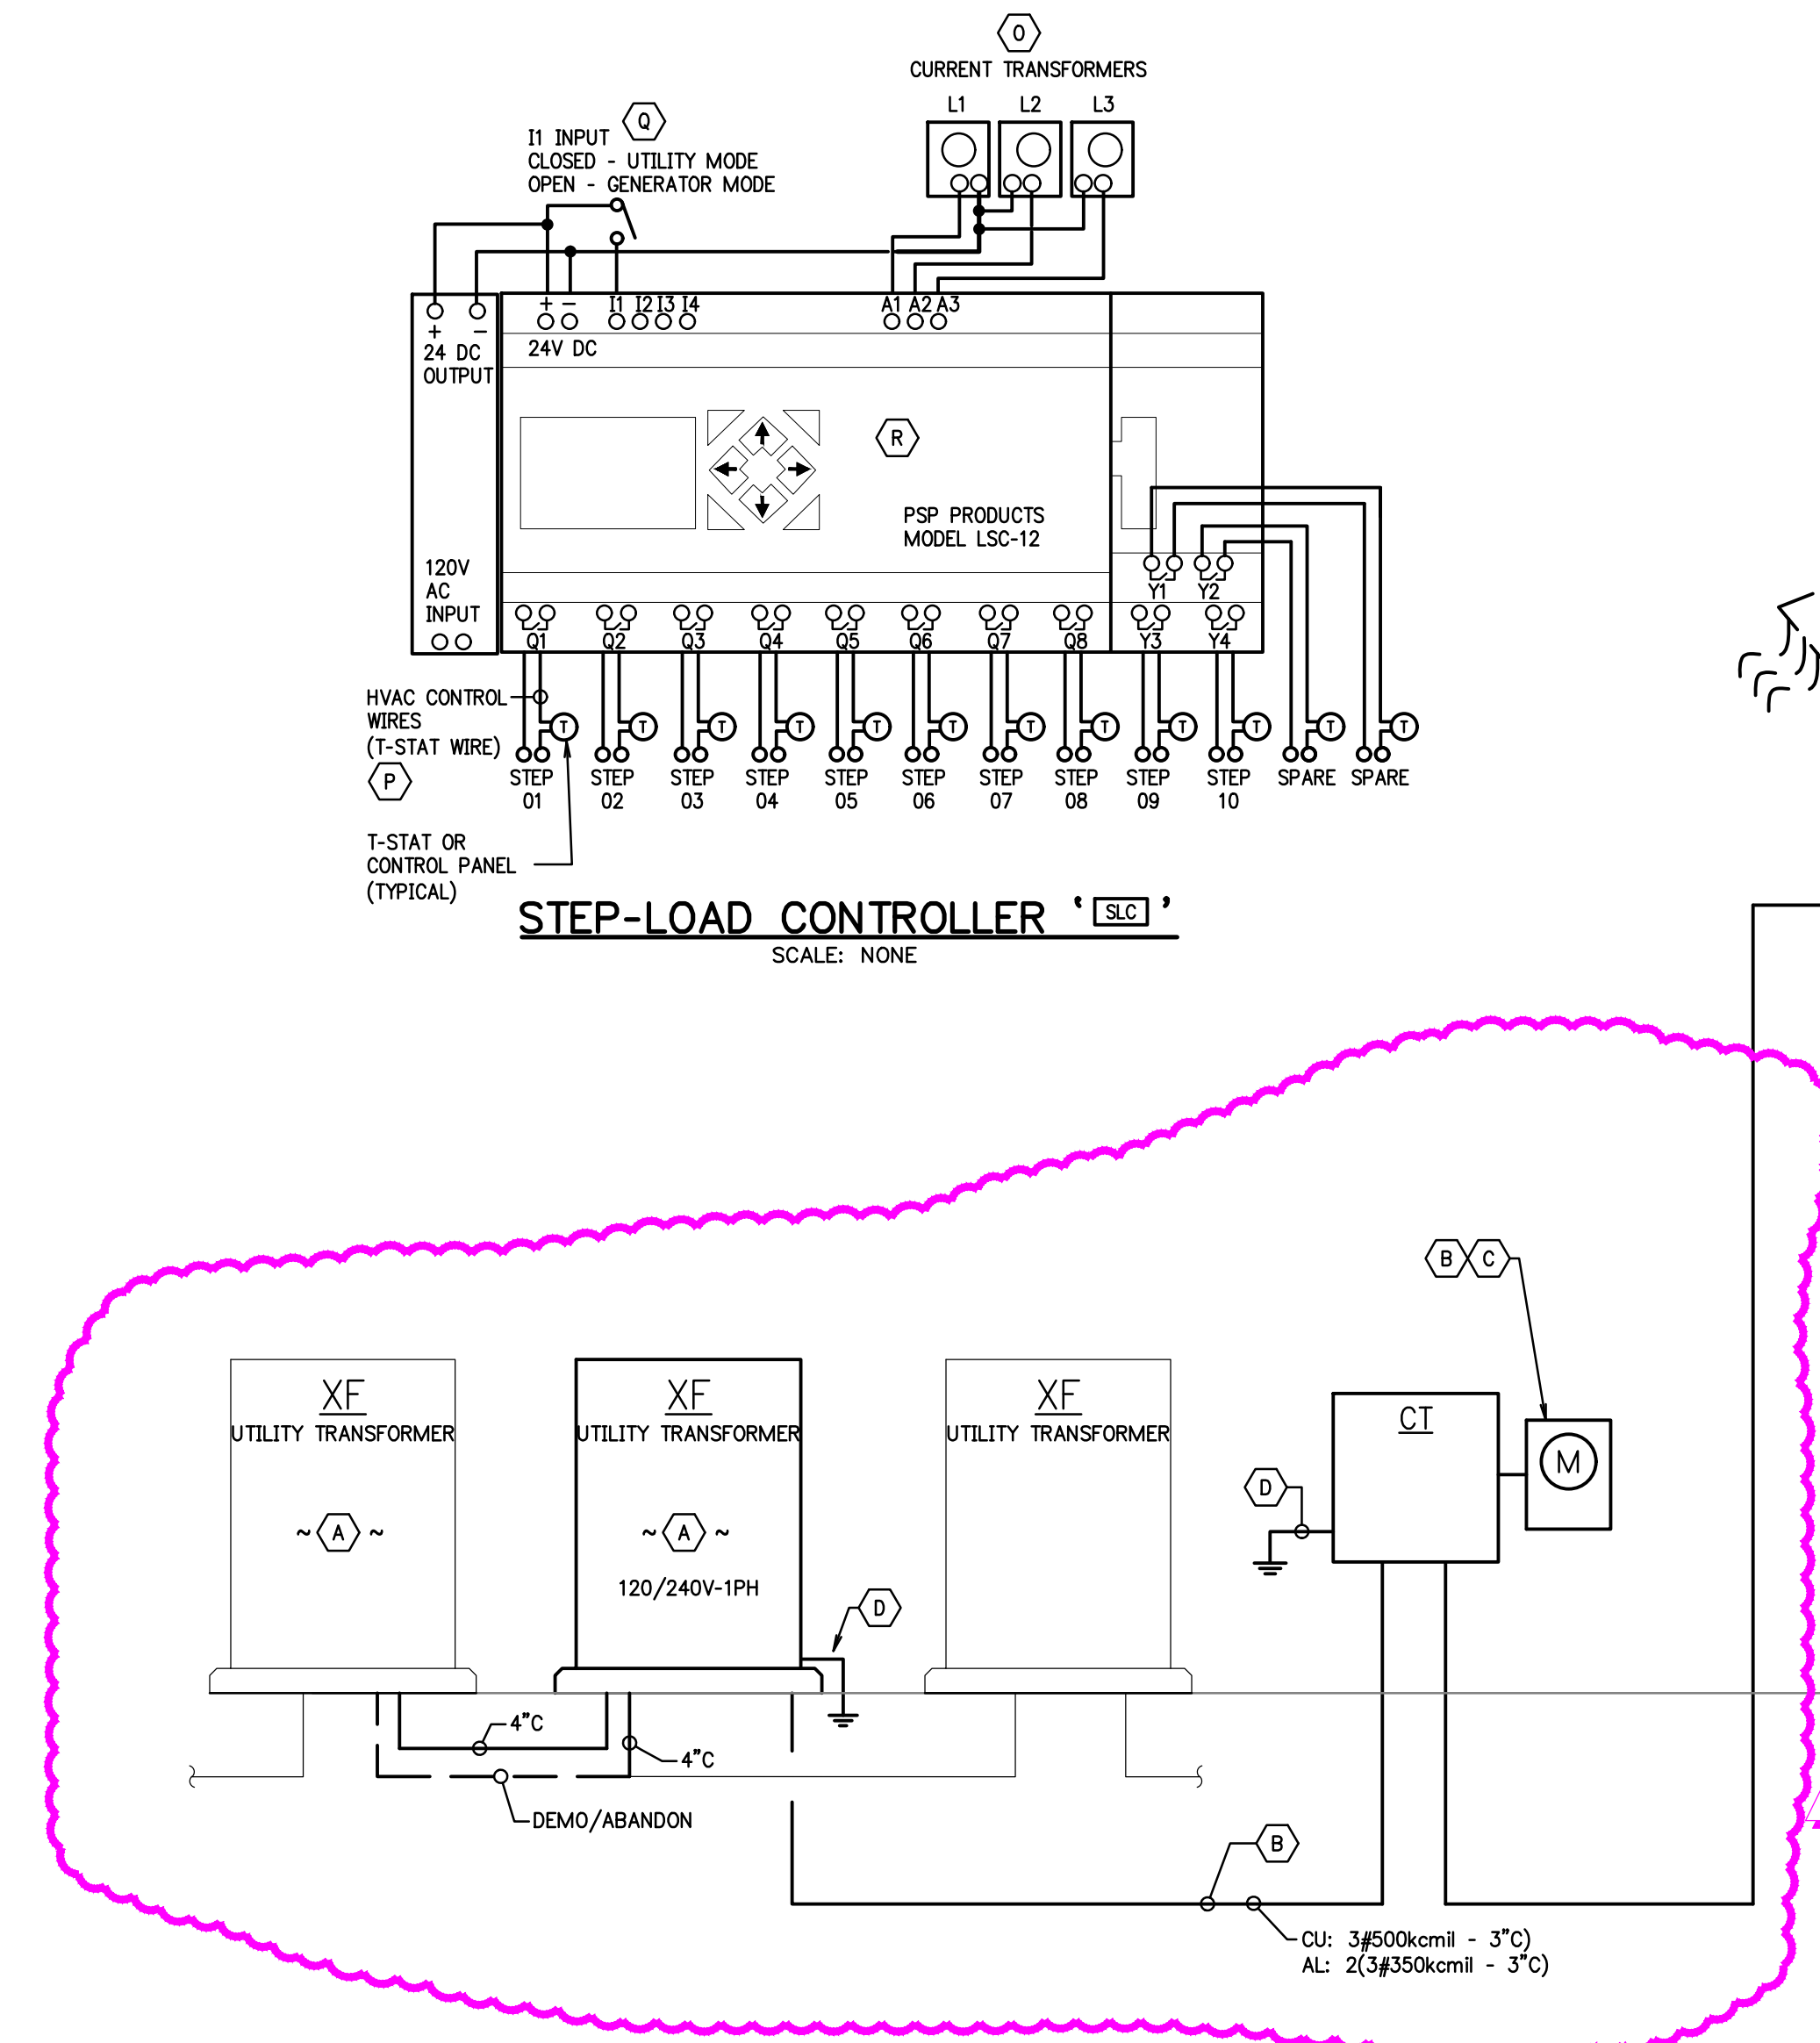 O
CURRENT TRANSFORMERS
L1 L2 L3
Q
I1 INPUT
CLOSED - UTILITY MODE
OPEN - GENERATOR MODE
+ -
24 DC
OUTPUT
120V
AC
INPUT
+ - I1 I2 I3 I4 A1 A2 A3
24V DC
R
PSP PRODUCTS
MODEL LSC-12
Y1 Y2
Q1 Q2 Q3 Q4 Q5 Q6 Q7 Q8 Y3 Y4
HVAC CONTROL
WIRES
(T-STAT WIRE)
P
T T T T T T T T T T T T
STEP 01
STEP 02
STEP 03
STEP 04
STEP 05
STEP 06
STEP 07
STEP 08
STEP 09
STEP 10
SPARE
SPARE
T-STAT OR
CONTROL PANEL
(TYPICAL)
STEP-LOAD CONTROLLER ‘ SLC ’
SCALE: NONE
B C
XF
UTILITY TRANSFORMER
~ A ~
XF
UTILITY TRANSFORMER
~ A ~
120/240V-1PH
D
XF
UTILITY TRANSFORMER
CT
M
D
4"C
4"C
DEMO/ABANDON
B
CU: 3#500kcmil - 3"C)
AL: 2(3#350kcmil - 3"C)